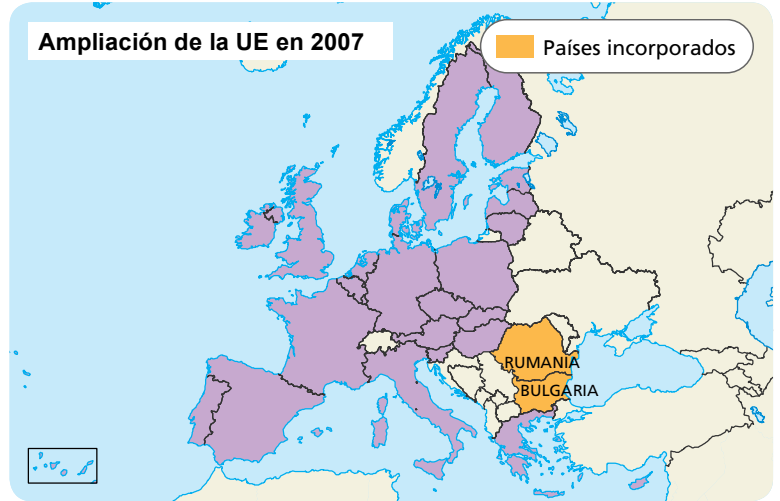 Ampliación de la UE en 2007
Países incorporados
RUMANIA
BULGARIA